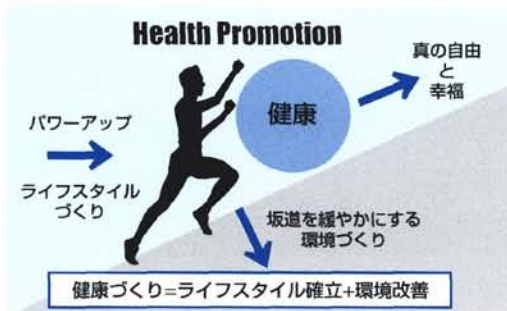 Health Promotion
真の自由
と
幸福
健康
パワーアップ
ライフスタイル
づくり
坂道を緩やかにする
環境づくり
健康づくり=ライフスタイル確立+環境改善